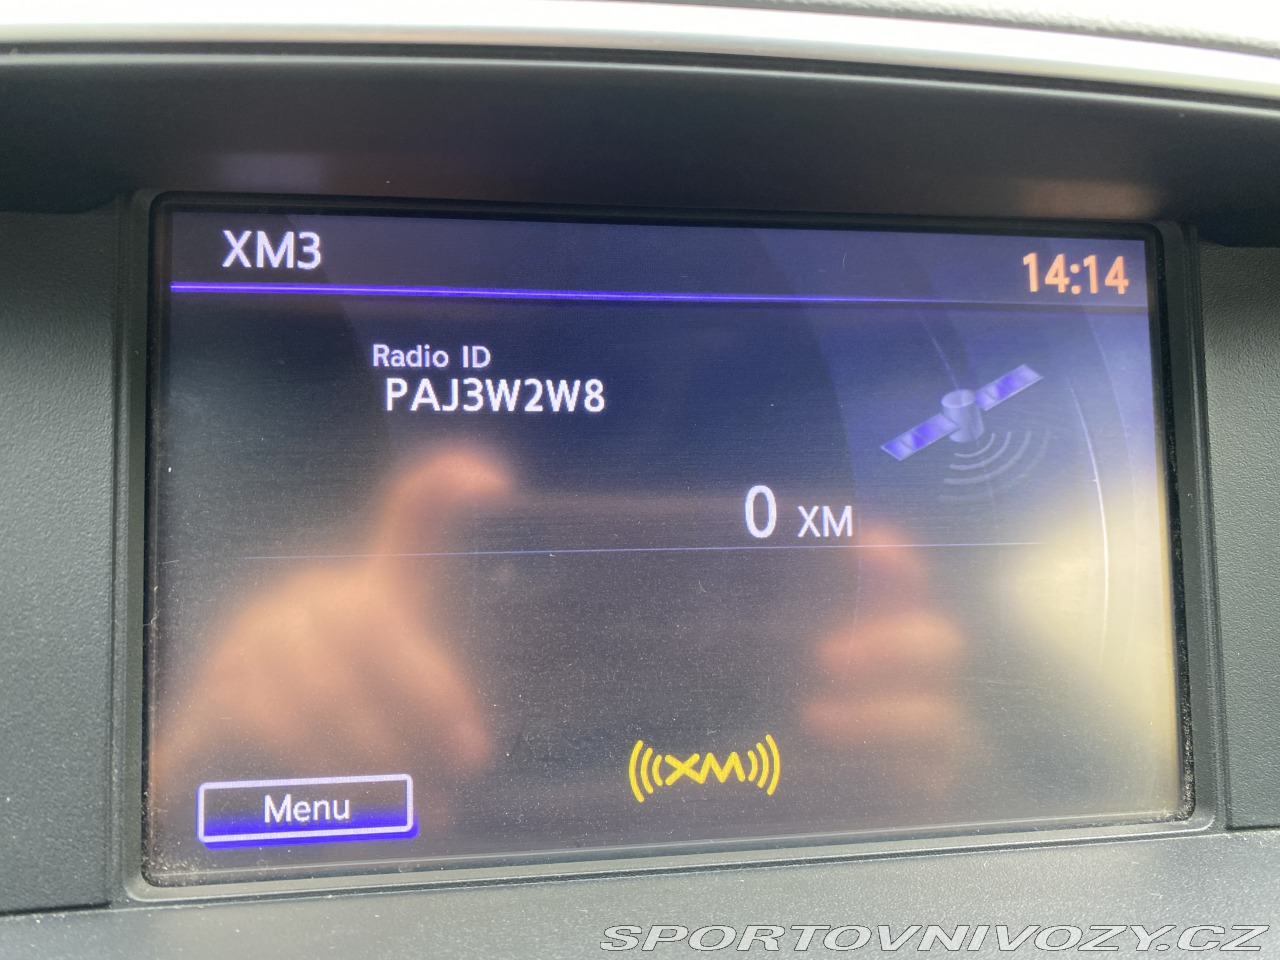 XM3
14:14
Radio ID
PAJ3W2W8
0 XM
((XM))
Menu
SPORTOVNIVOZY.CZ